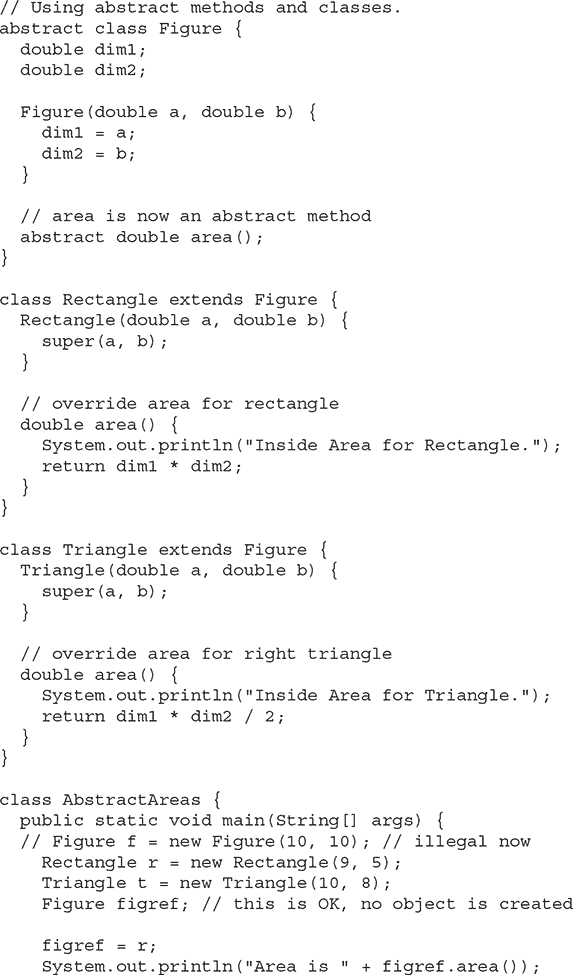 // Using abstract methods and classes.
abstract class Figure {
  double dim1;
  double dim2;

  Figure(double a, double b) {
    dim1 = a;
    dim2 = b;
  }

  // area is now an abstract method
  abstract double area();
}

class Rectangle extends Figure {
  Rectangle(double a, double b) {
    super(a, b);
  }

  // override area for rectangle
  double area() {
    System.out.println("Inside Area for Rectangle.");
    return dim1 * dim2;
  }
}

class Triangle extends Figure {
  Triangle(double a, double b) {
    super(a, b);
  }

  // override area for right triangle
  double area() {
    System.out.println("Inside Area for Triangle.");
    return dim1 * dim2 / 2;
  }
}

class AbstractAreas {
  public static void main(String[] args) {
  // Figure f = new Figure(10, 10); // illegal now
    Rectangle r = new Rectangle(9, 5);
    Triangle t = new Triangle(10, 8);
    Figure figref; // this is OK, no object is created

    figref = r;
    System.out.println("Area is " + figref.area());